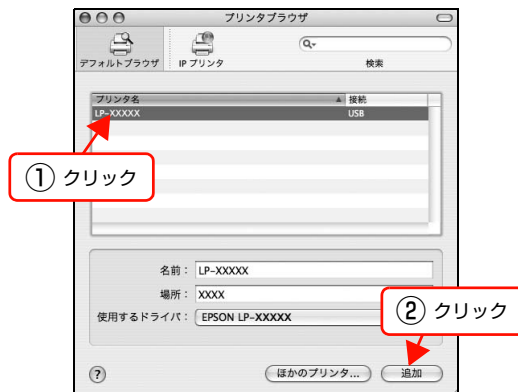 プリンタブラウザ
デフォルトブラウザ IP プリンタ 検索
プリンタ名 接続
LP-XXXXX USB
① クリック
名前： LP-XXXXX
場所： XXXX
使用するドライバ： EPSON LP-XXXXX
② クリック
? ほかのプリンタ... 追加